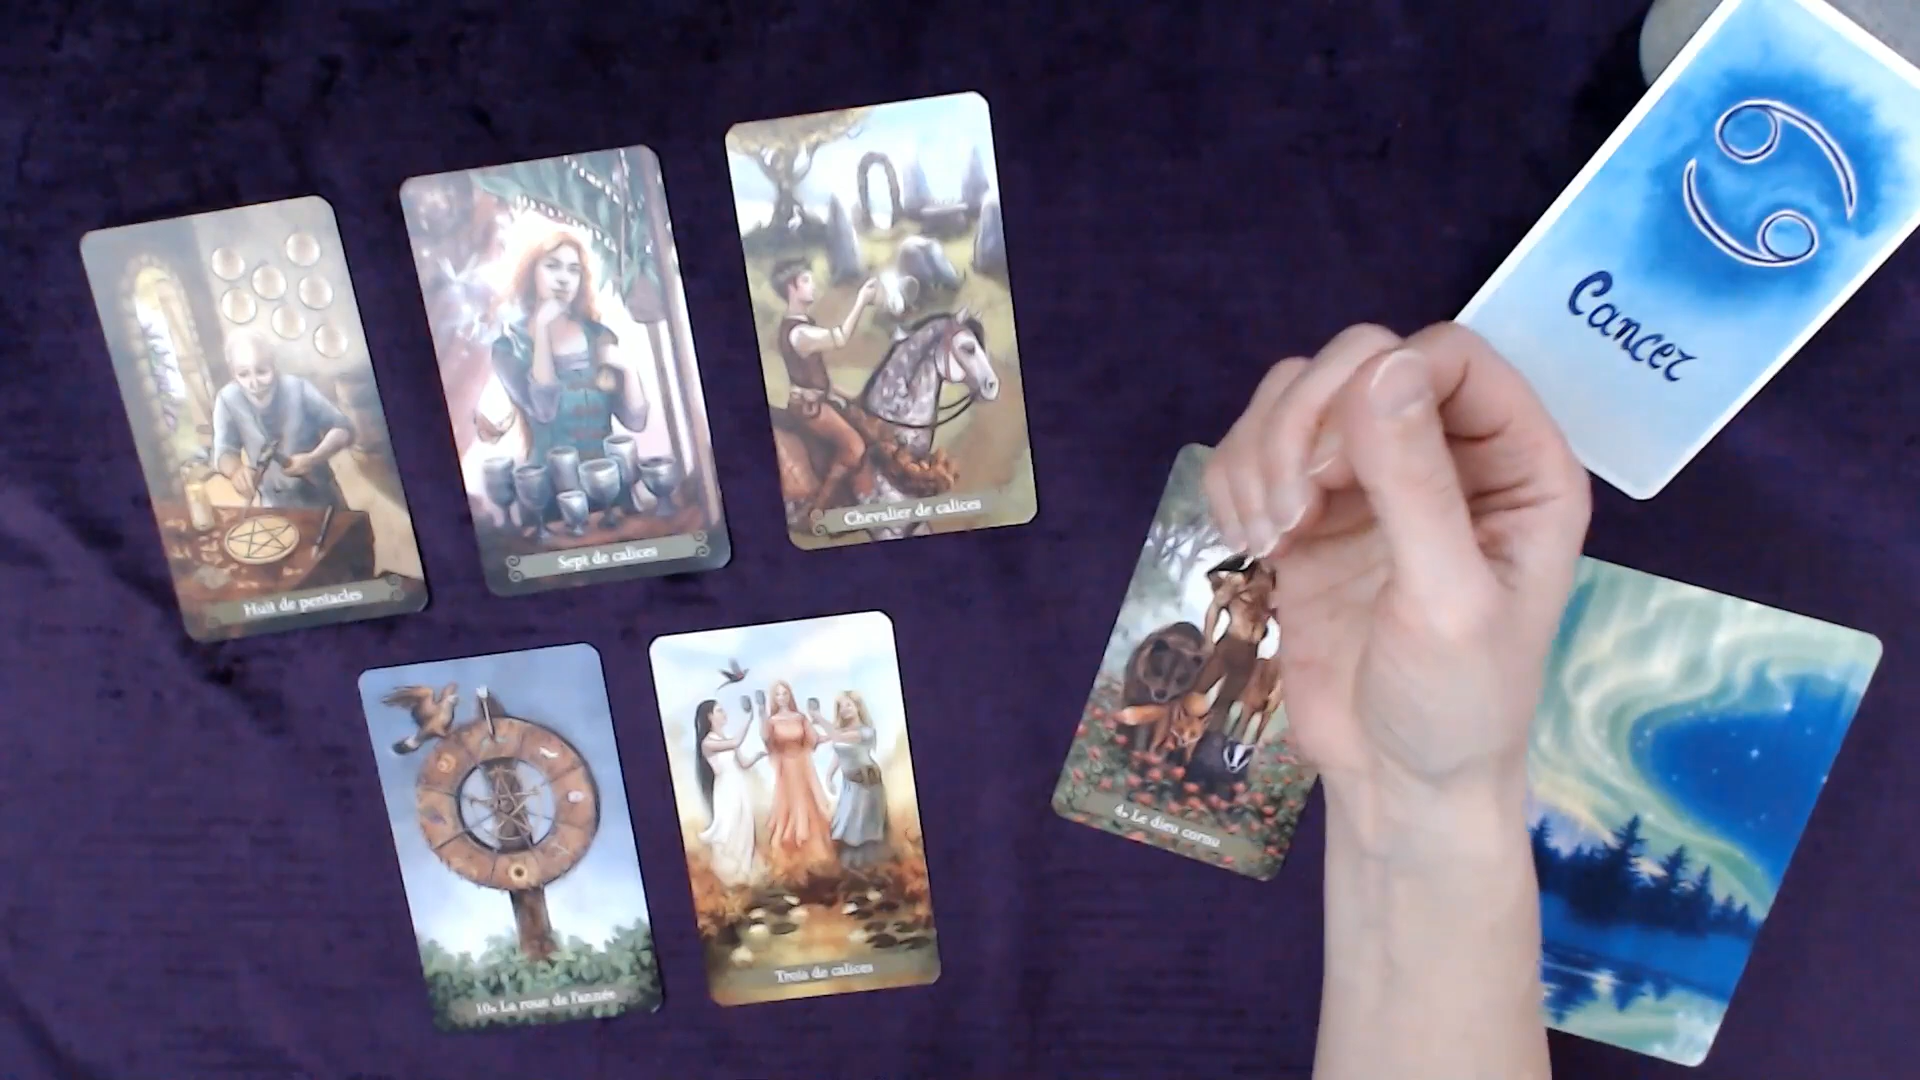 Huit de pentacles
Sept de calices
Chevalier de calices
Cancer
10. La roue de l'année
Trois de calices
4. Le dieu cornu